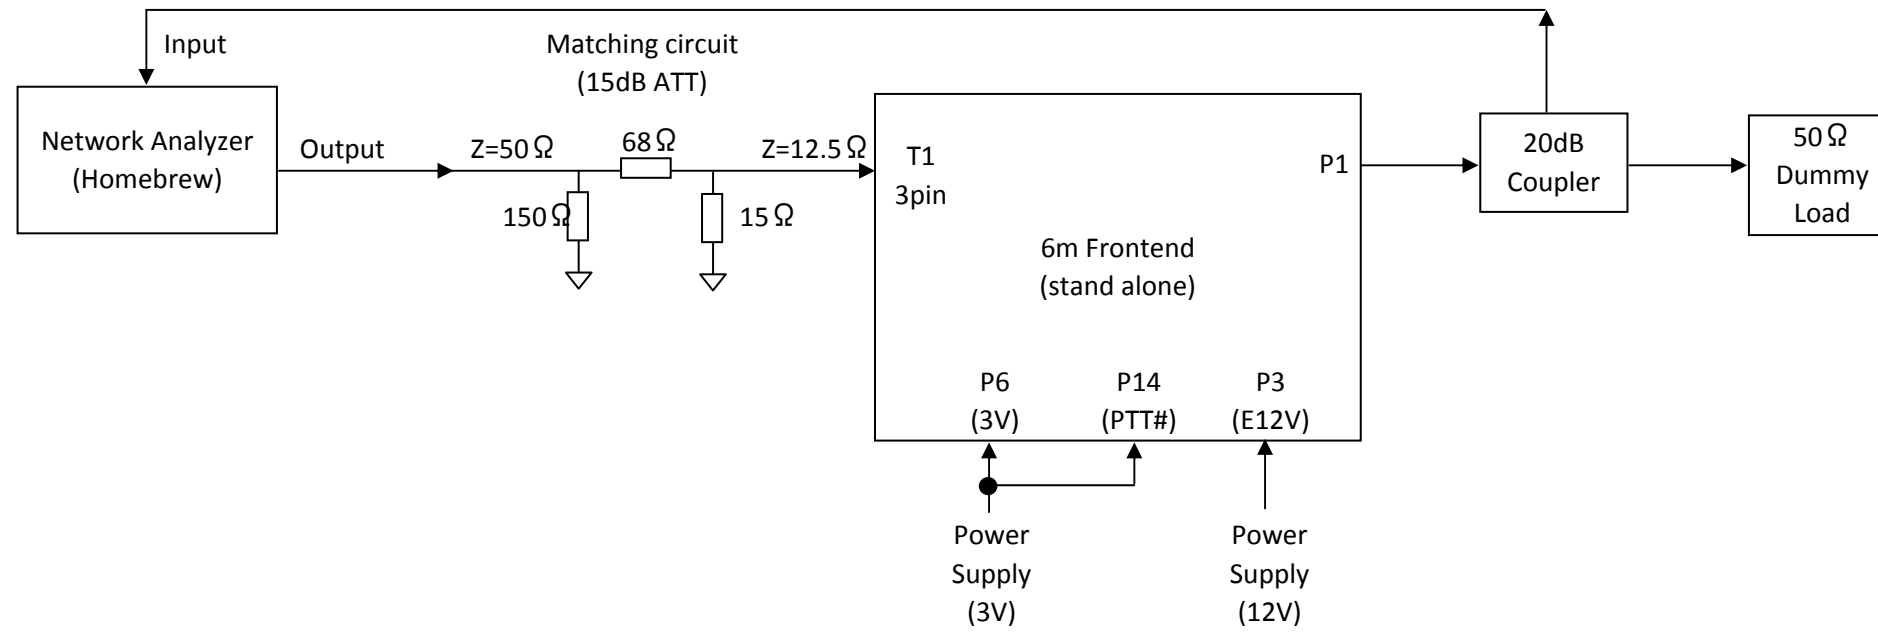 Input
Matching circuit
(15dB ATT)
Network Analyzer
(Homebrew)
Output
Z=50Ω
68Ω
Z=12.5Ω
150Ω
15Ω
T1
3pin
P1
6m Frontend
(stand alone)
P6
(3V)
P14
(PTT#)
P3
(E12V)
20dB
Coupler
50Ω
Dummy
Load
Power
Supply
(3V)
Power
Supply
(12V)